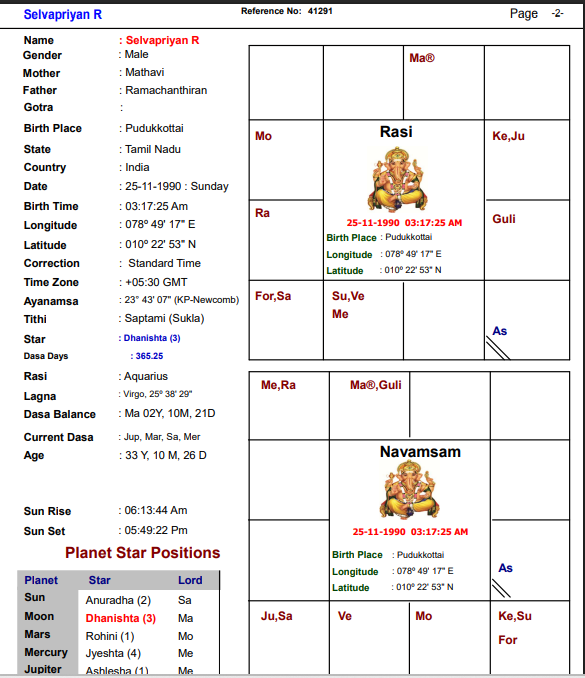 Selvapriyan R
Reference No: 41291
Page -2-
Name : Selvapriyan R
Gender : Male
Mother : Mathavi
Father : Ramachanthiran
Gotra :
Birth Place : Pudukkottai
State : Tamil Nadu
Country : India
Date : 25-11-1990 : Sunday
Birth Time : 03:17:25 Am
Longitude : 078º 49' 17" E
Latitude : 010º 22' 53" N
Correction : Standard Time
Time Zone : +05:30 GMT
Ayanamsa : 23° 43' 07" (KP-Newcomb)
Tithi : Saptami (Sukla)
Star : Dhanishta (3)
Dasa Days : 365.25
Rasi : Aquarius
Lagna : Virgo, 25° 38' 29"
Dasa Balance : Ma 02Y, 10M, 21D
Current Dasa : Jup, Mar, Sa, Mer
Age : 33 Y, 10 M, 26 D
Sun Rise : 06:13:44 Am
Sun Set : 05:49:22 Pm
Planet Star Positions
Planet Star Lord
Sun Anuradha (2) Sa
Moon Dhanishta (3) Ma
Mars Rohini (1) Mo
Mercury Jyeshta (4) Me
Jupiter Ashlesha (1) Me
Ma®
Mo
Rasi
Ke,Ju
25-11-1990 03:17:25 AM
Birth Place : Pudukkottai
Longitude : 078º 49' 17" E
Latitude : 010º 22' 53" N
Ra
Guli
For,Sa
Su,Ve
Me
As
Me,Ra
Ma®,Guli
Navamsam
25-11-1990 03:17:25 AM
Birth Place : Pudukkottai
Longitude : 078º 49' 17" E
Latitude : 010º 22' 53" N
As
Ju,Sa
Ve
Mo
Ke,Su
For